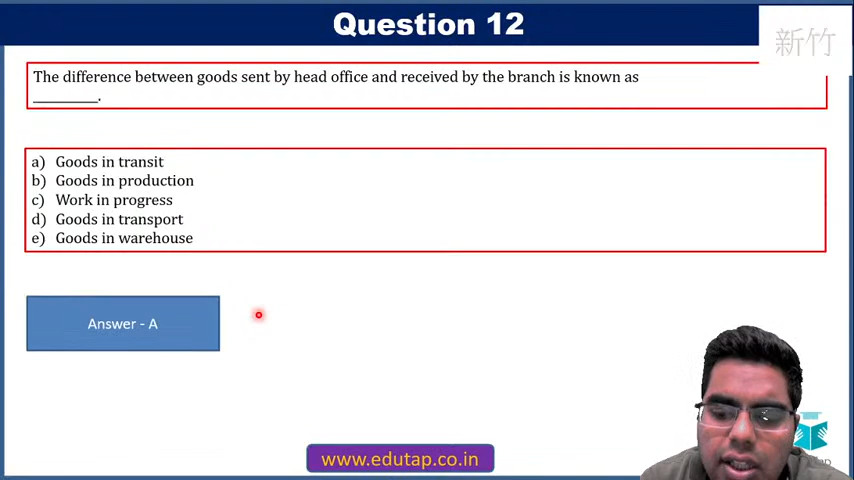 Question 12
新竹
The difference between goods sent by head office and received by the branch is known as
__________.
a) Goods in transit
b) Goods in production
c) Work in progress
d) Goods in transport
e) Goods in warehouse
Answer - A
www.edutap.co.in